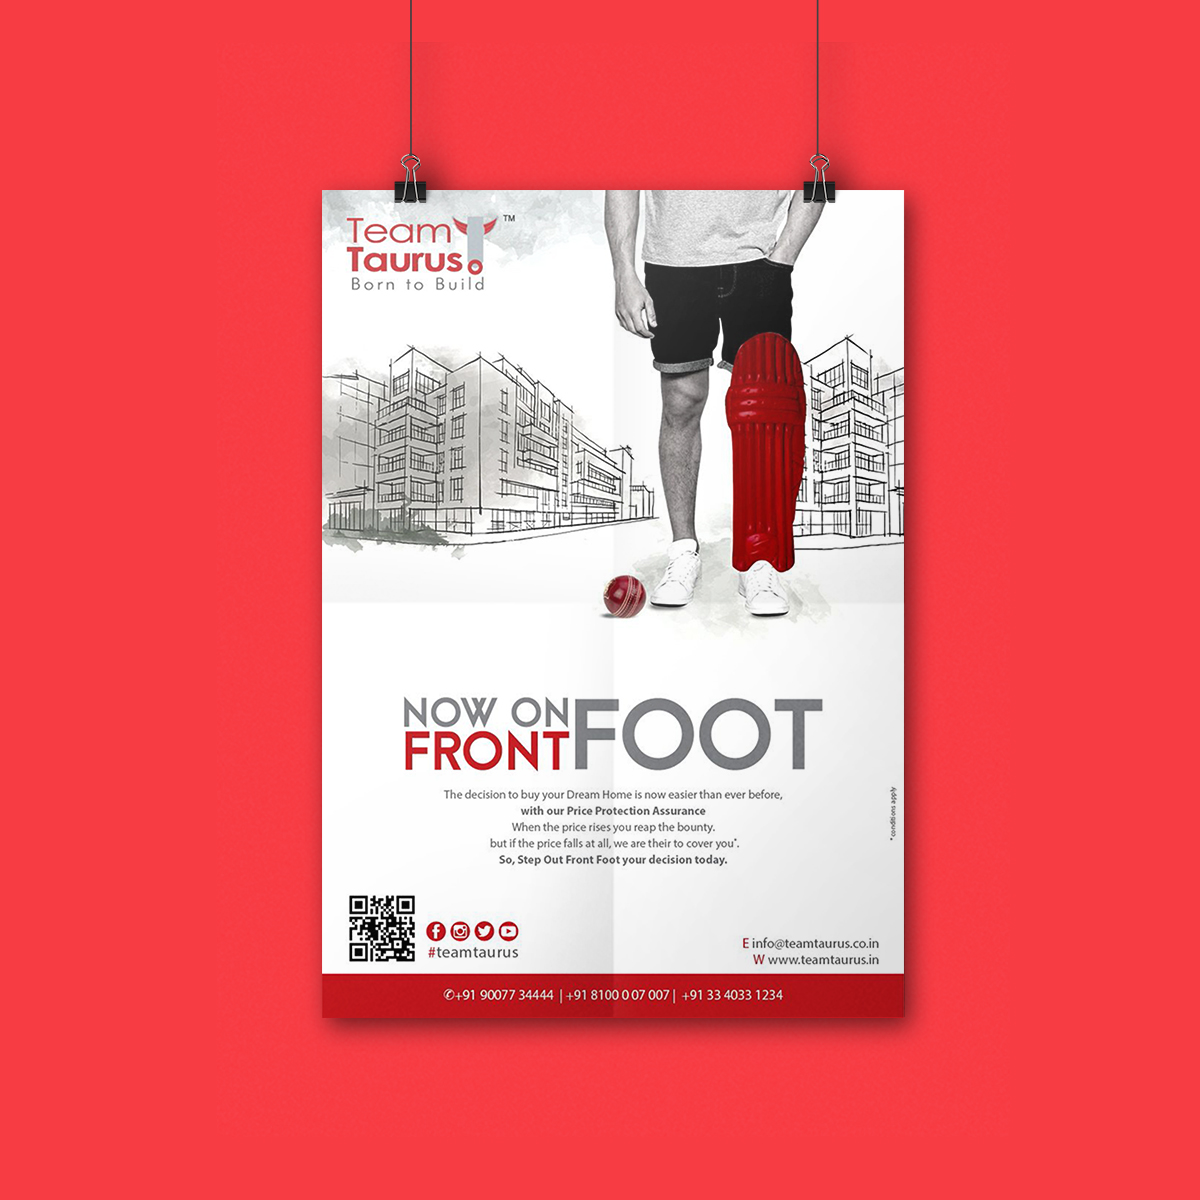 Team
Taurus
TM
Born to Build
NOW ON
FRONT FOOT
The decision to buy your Dream Home is now easier than ever before,
with our Price Protection Assurance
When the price rises you reap the bounty.
but if the price falls at all, we are their to cover you*.
So, Step Out Front Foot your decision today.
* conditions apply
#teamtaurus
E info@teamtaurus.co.in
W www.teamtaurus.in
✆+91 90077 34444 | +91 8100 0 07 007 | +91 33 4033 1234